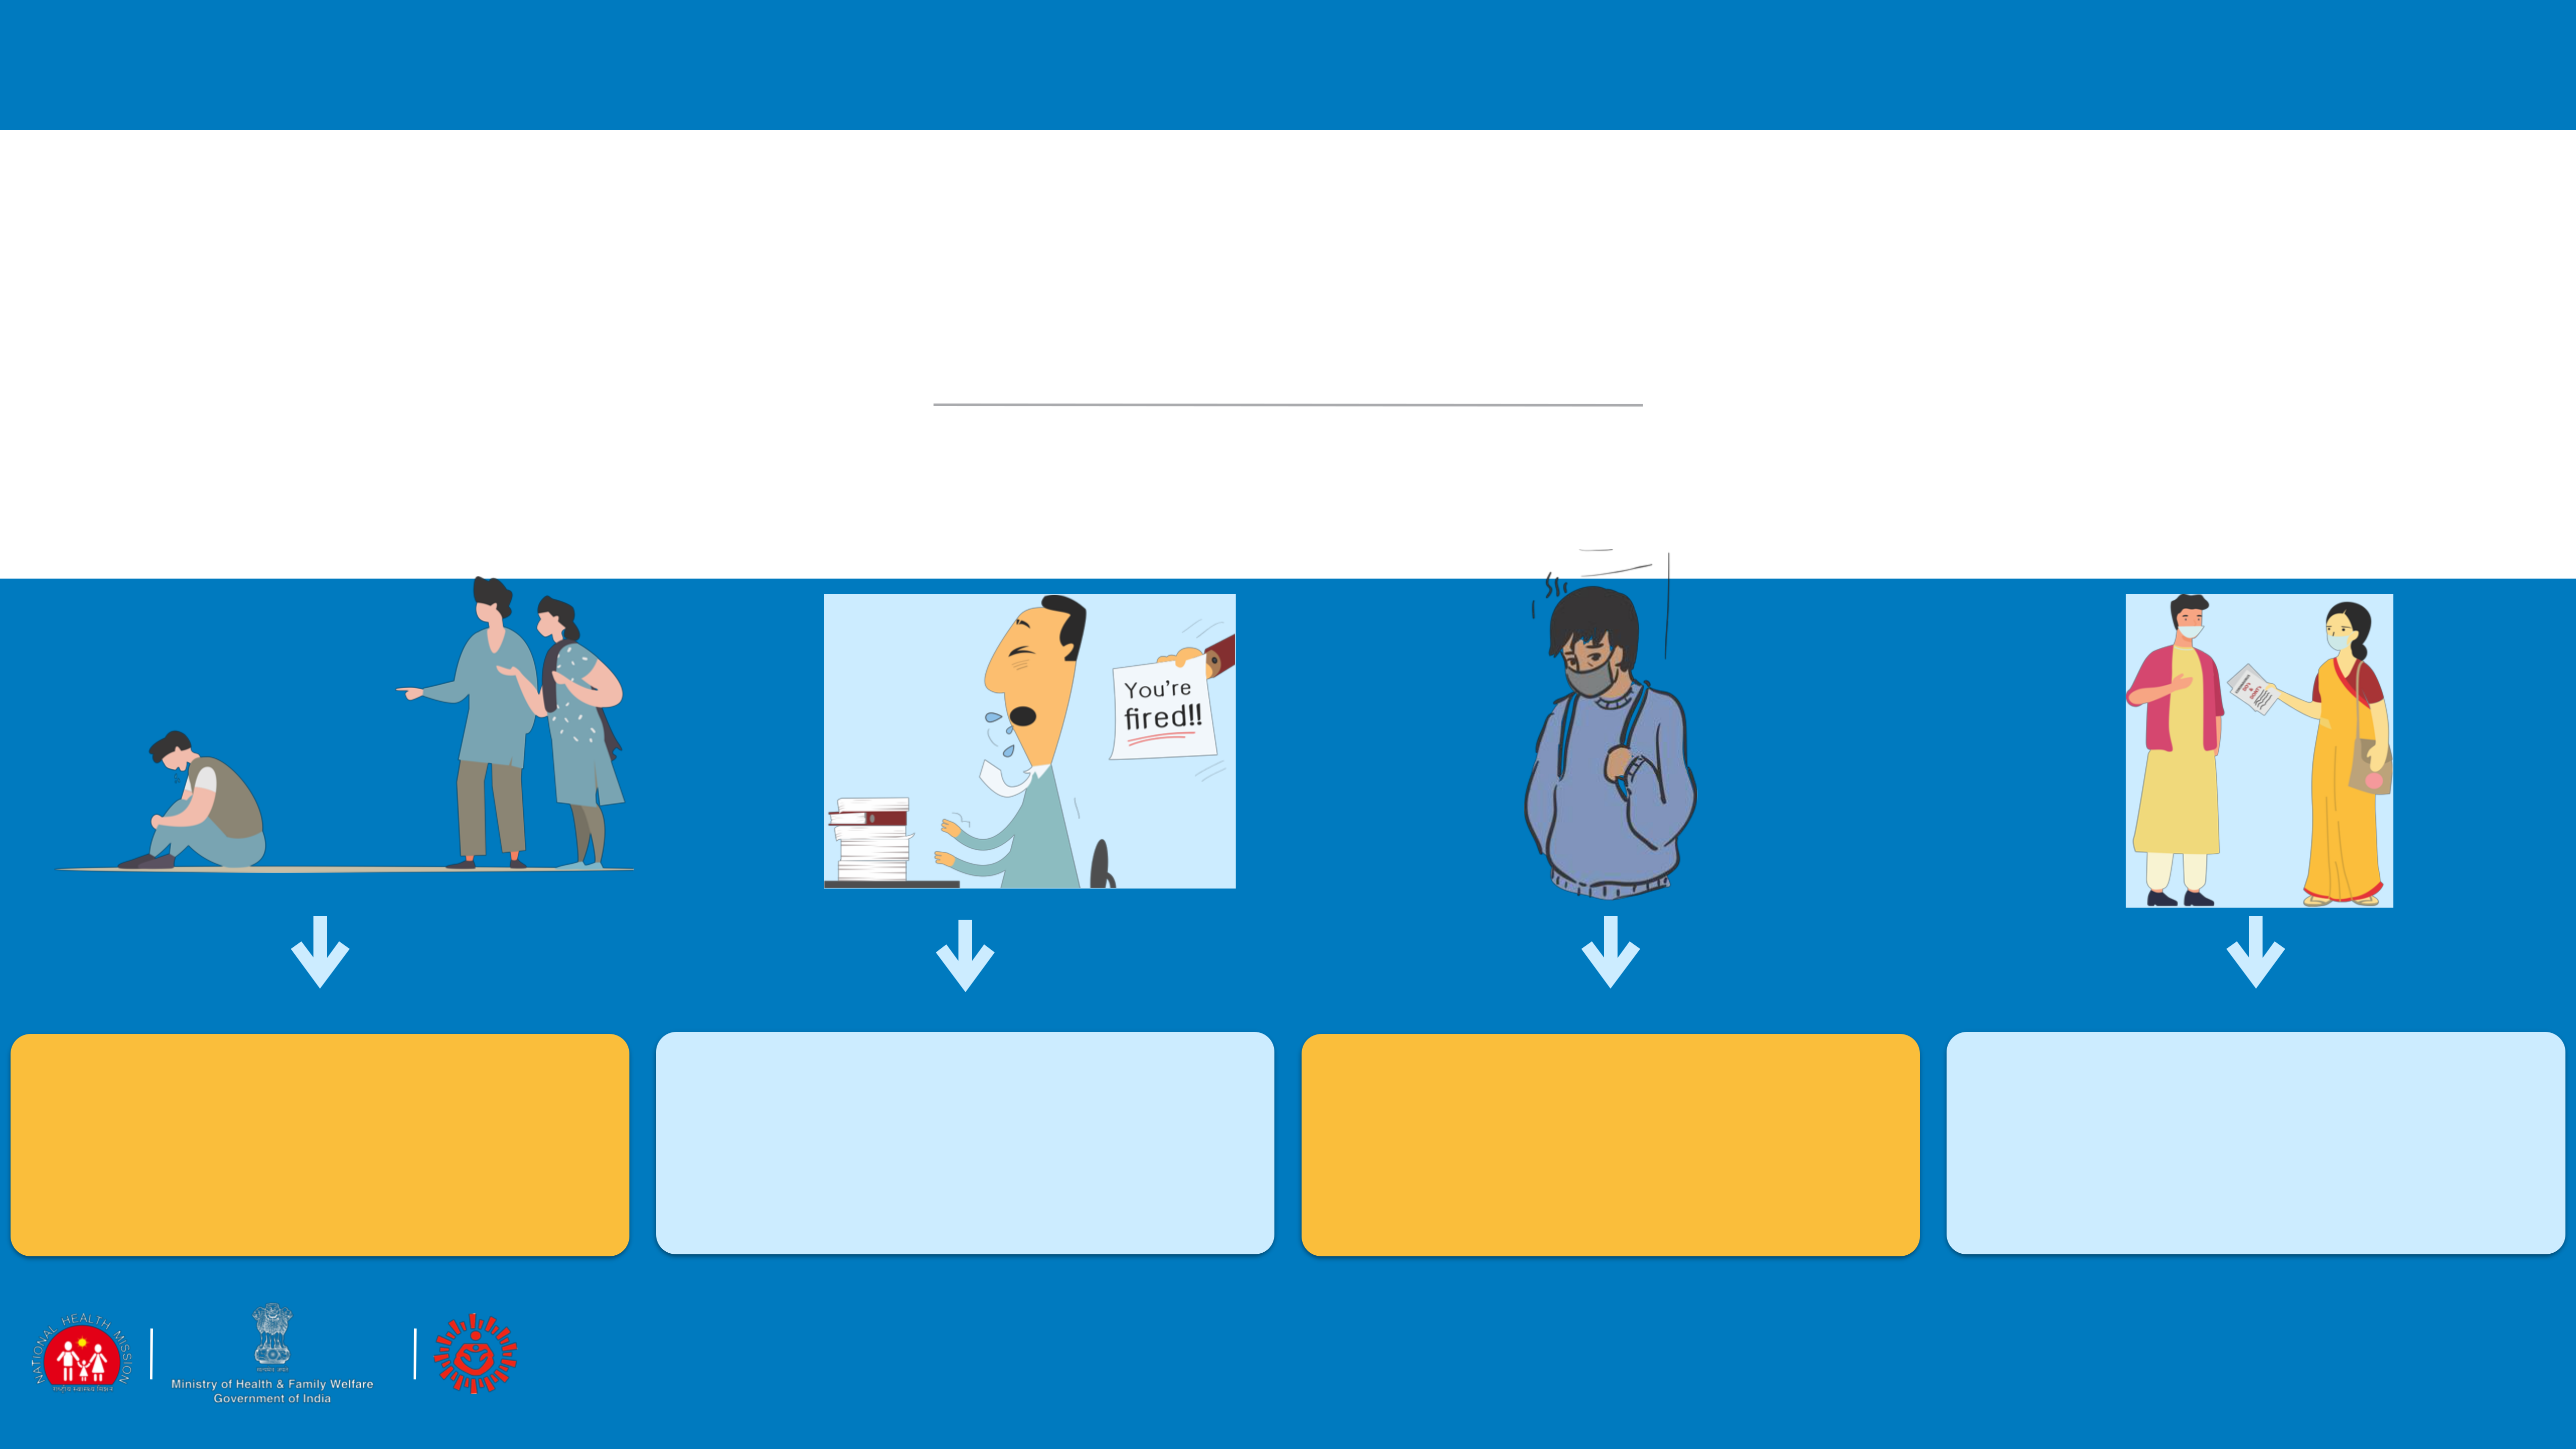 You're
fired!!
NATIONAL HEALTH MISSION
Ministry of Health & Family Welfare
Government of India